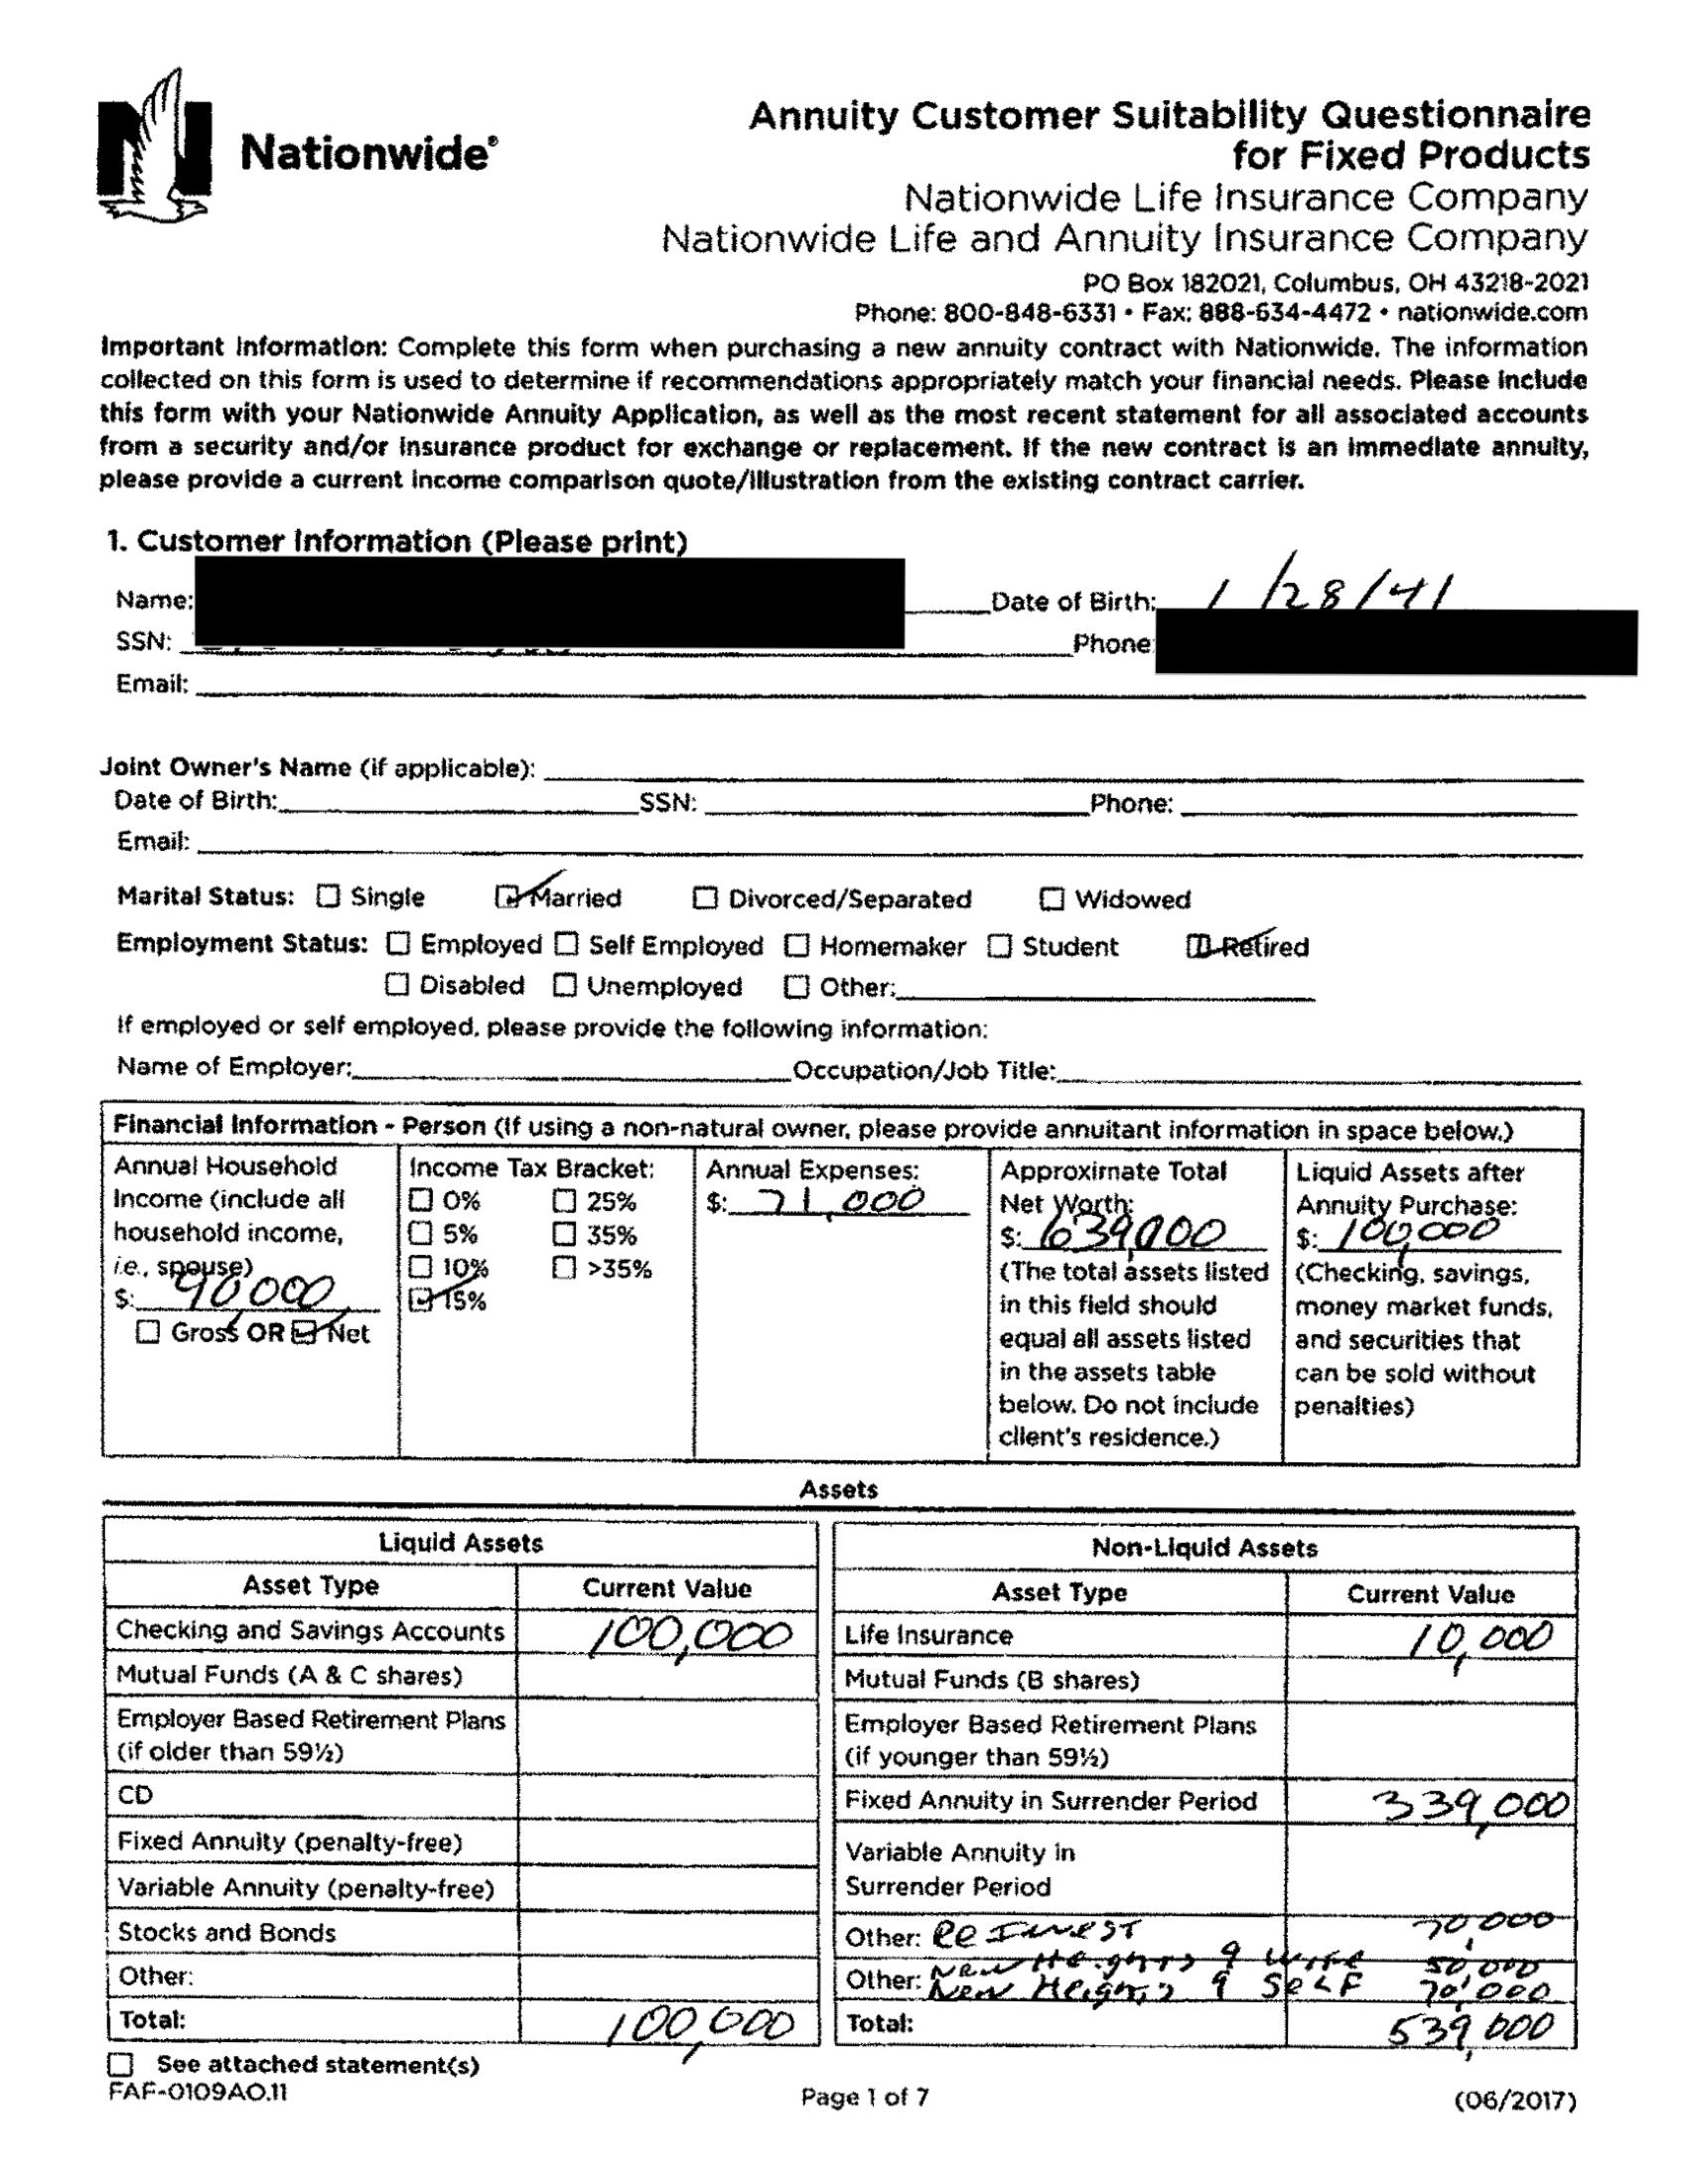 Nationwide®
Annuity Customer Suitability Questionnaire
for Fixed Products
Nationwide Life Insurance Company
Nationwide Life and Annuity Insurance Company
PO Box 182021, Columbus, OH 43218-2021
Phone: 800-848-6331 • Fax: 888-634-4472 • nationwide.com
Important Information: Complete this form when purchasing a new annuity contract with Nationwide. The information
collected on this form is used to determine if recommendations appropriately match your financial needs. Please include
this form with your Nationwide Annuity Application, as well as the most recent statement for all associated accounts
from a security and/or insurance product for exchange or replacement. If the new contract is an immediate annuity,
please provide a current income comparison quote/illustration from the existing contract carrier.
1. Customer Information (Please print)
Name: Date of Birth: 1/28/41
SSN: Phone
Email:
Joint Owner's Name (if applicable):
Date of Birth: SSN: Phone:
Email:
Marital Status: Single Married Divorced/Separated Widowed
Employment Status: Employed Self Employed Homemaker Student Retired
Disabled Unemployed Other:
If employed or self employed, please provide the following information:
Name of Employer: Occupation/Job Title:
Financial Information - Person (If using a non-natural owner, please provide annuitant information in space below.)
Annual Household
Income (include all
household income,
i.e., spouse)
$: 90,000
Gross OR Net
Income Tax Bracket:
0% 25%
5% 35%
10% >35%
15%
Annual Expenses:
$: 71,000
Approximate Total
Net Worth:
$: 639,000
(The total assets listed
in this field should
equal all assets listed
in the assets table
below. Do not include
client's residence.)
Liquid Assets after
Annuity Purchase:
$: 100,000
(Checking, savings,
money market funds,
and securities that
can be sold without
penalties)
Assets
Liquid Assets
Asset Type Current Value
Checking and Savings Accounts 100,000
Mutual Funds (A & C shares)
Employer Based Retirement Plans
(if older than 59½)
CD
Fixed Annuity (penalty-free)
Variable Annuity (penalty-free)
Stocks and Bonds
Other:
Total: 100,000
Non-Liquid Assets
Asset Type Current Value
Life Insurance 10,000
Mutual Funds (B shares)
Employer Based Retirement Plans
(if younger than 59½)
Fixed Annuity in Surrender Period 339,000
Variable Annuity in
Surrender Period
Other: Re Invest 70,000
New Heights 9 wife 50,000
Other: New Heights 9 Self 70,000
Total: 539,000
See attached statement(s)
FAF-0109AO.11
Page 1 of 7
(06/2017)